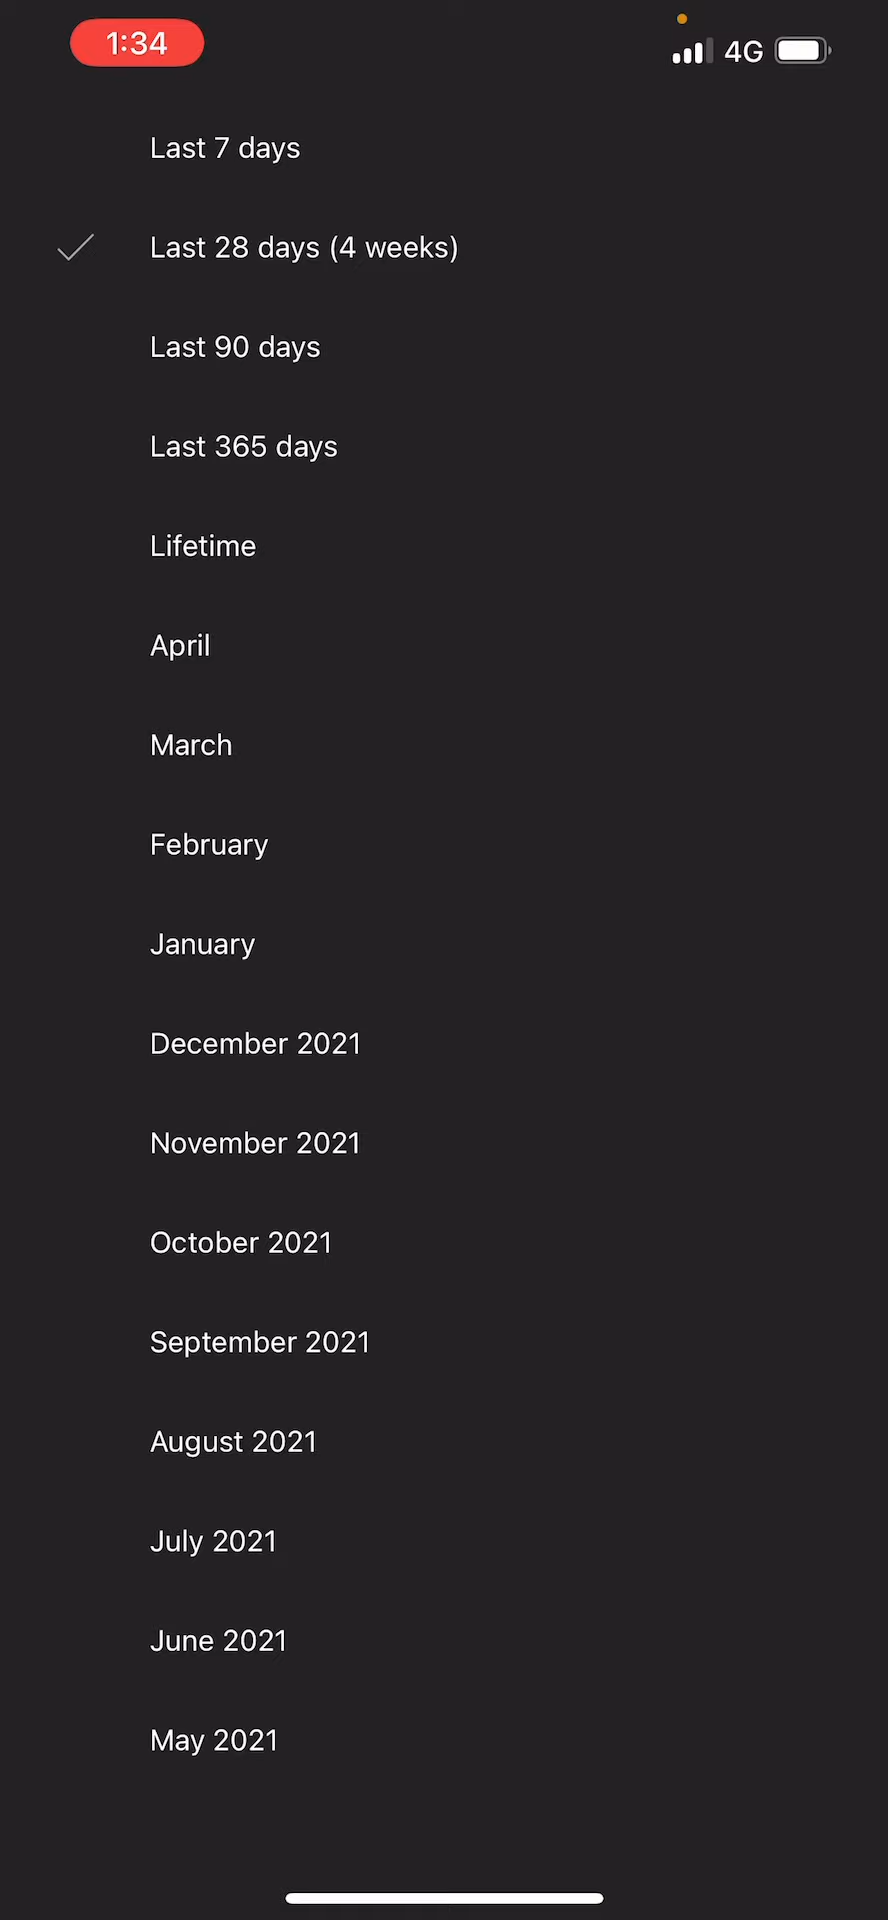 1:34
4G
Last 7 days
Last 28 days (4 weeks)
Last 90 days
Last 365 days
Lifetime
April
March
February
January
December 2021
November 2021
October 2021
September 2021
August 2021
July 2021
June 2021
May 2021